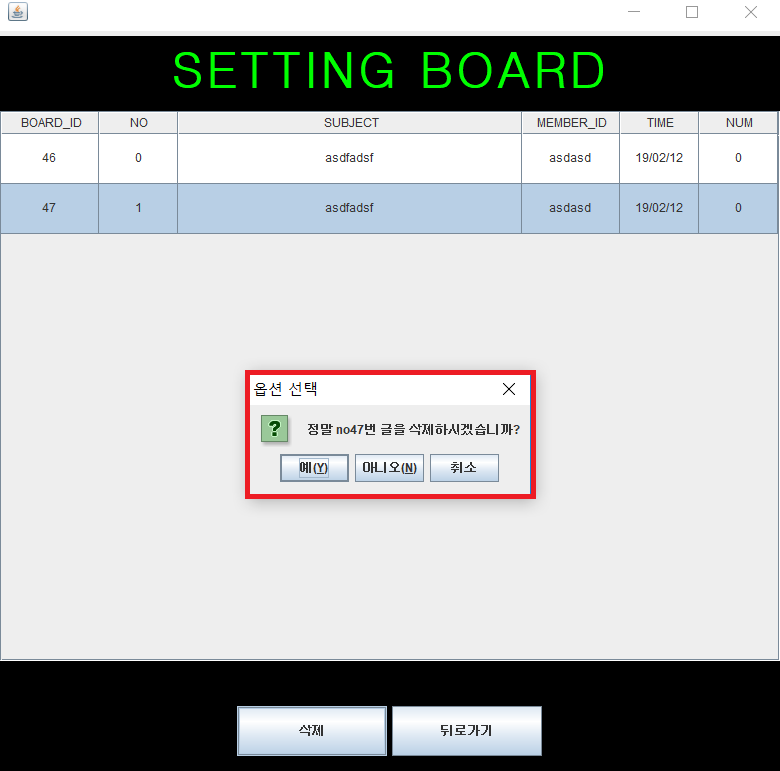 SETTING BOARD
BOARD_ID NO SUBJECT MEMBER_ID TIME NUM
46 0 asdfadsf asdasd 19/02/12 0
47 1 asdfadsf asdasd 19/02/12 0
옵션 선택
? 정말 no47번 글을 삭제하시겠습니까?
예(Y) 아니오(N) 취소
삭제 뒤로가기